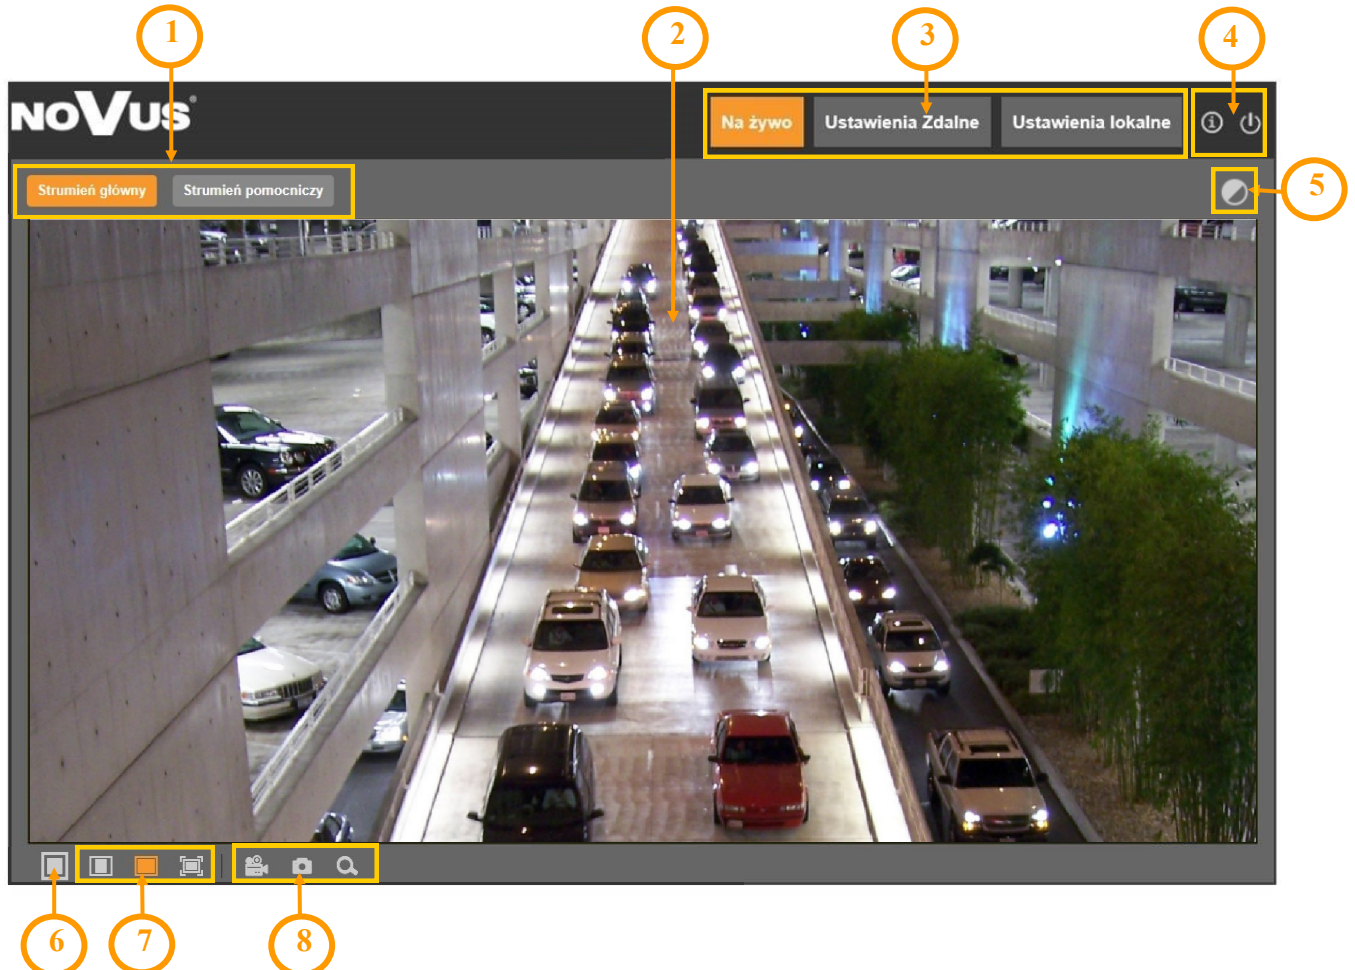 1
2
3
4
NOVUS
Na żywo
Ustawienia Zdalne
Ustawienia lokalne
Strumień główny
Strumień pomocniczy
5
6
7
8